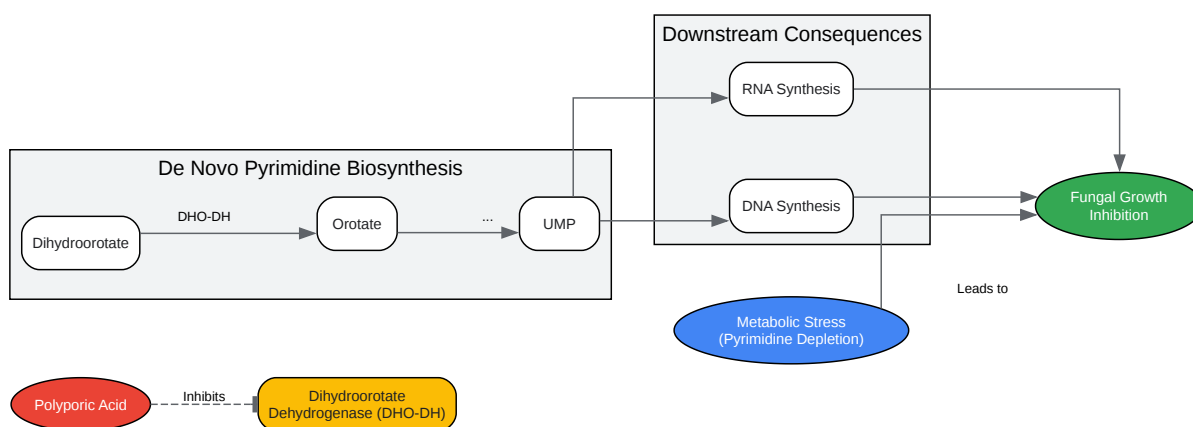 Downstream Consequences
RNA Synthesis
De Novo Pyrimidine Biosynthesis
DHO-DH
...
Dihydroorotate
Orotate
UMP
DNA Synthesis
Fungal Growth
Inhibition
Leads to
Metabolic Stress
(Pyrimidine Depletion)
Polyporic Acid
Inhibits
Dihydroorotate
Dehydrogenase (DHO-DH)